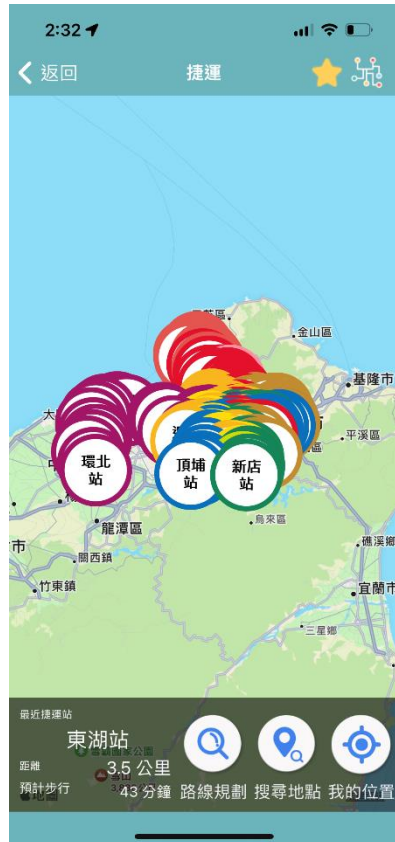 2:32
返回
捷運
金山區
基隆市
平溪區
環北
站
頂埔
站
新店
站
烏來區
龍潭區
市
關西鎮
礁溪鄉
竹東鎮
宜蘭市
三星鄉
最近捷運站
東湖站
距離
3.5 公里
預計步行
43 分鐘
路線規劃
搜尋地點
我的位置